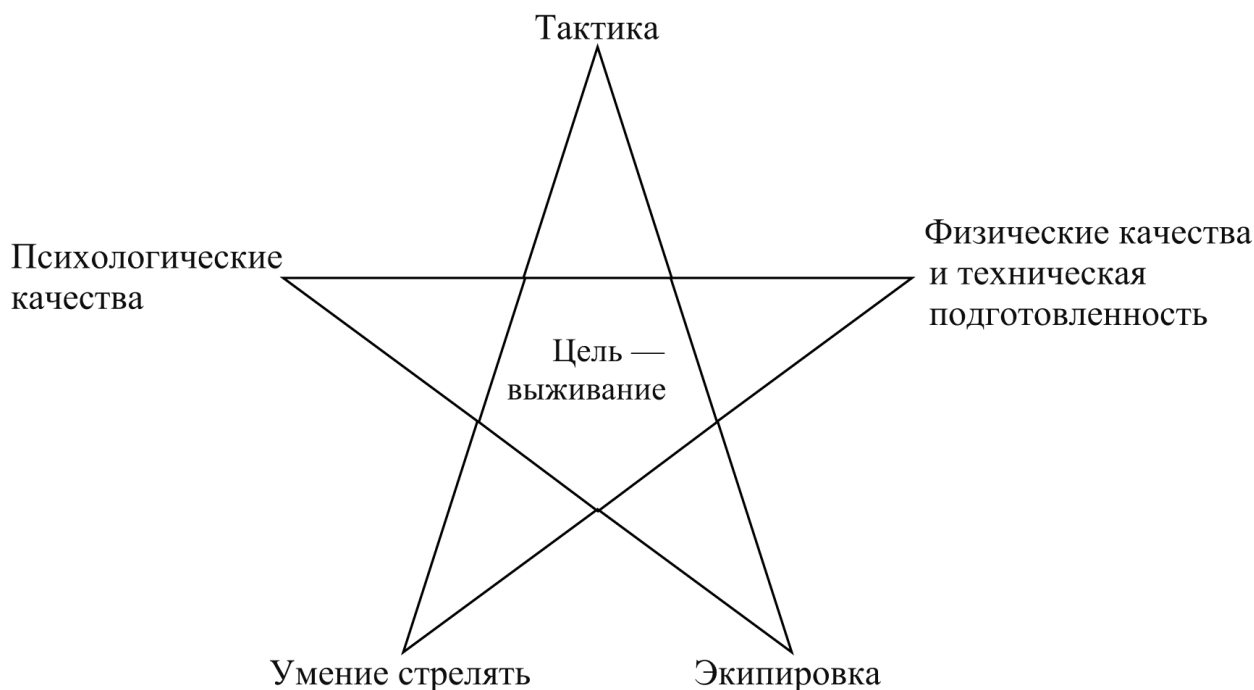 Тактика
Психологические
качества
Физические качества
и техническая
подготовленность
Цель —
выживание
Умение стрелять
Экипировка